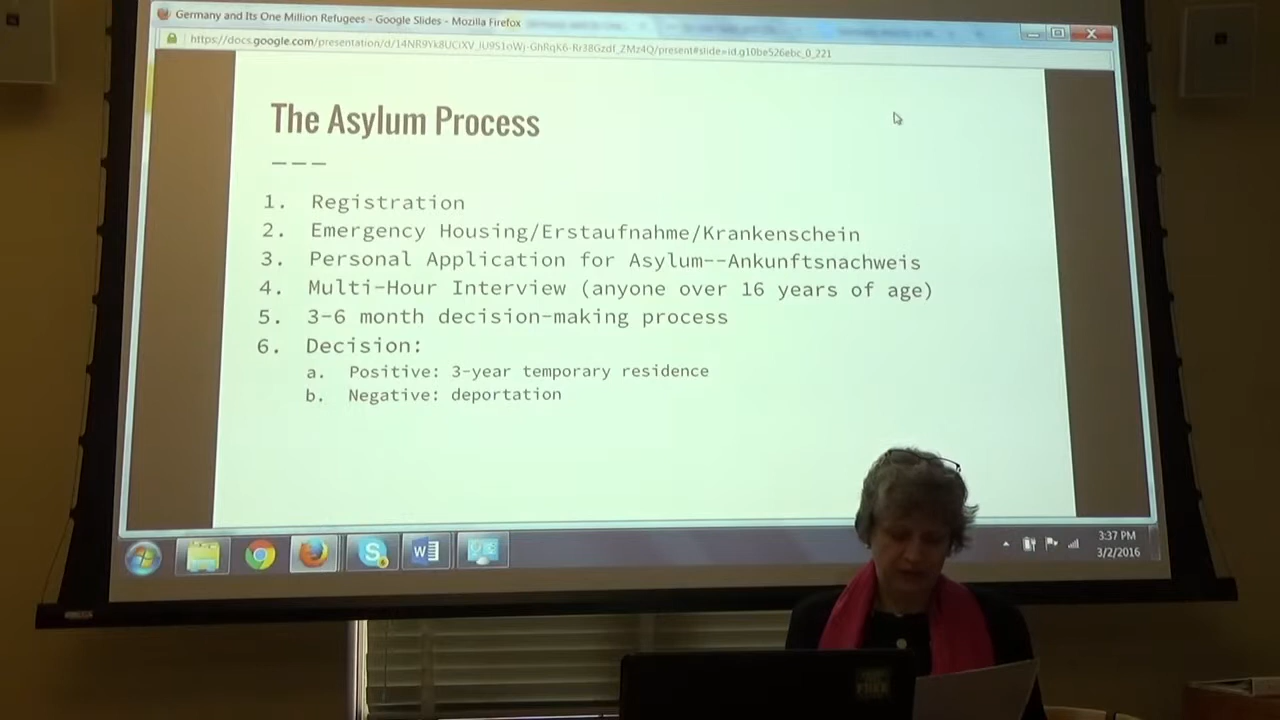 Germany and Its One Million Refugees - Google Slides - Mozilla Firefox
https://docs.google.com/presentation/d/14NR9Yk8UCiXV_IU9S1oWj-GhRqK6-Rr38Gzdf_ZMz4Q/present#slide=id.g10be526ebc_0_221
The Asylum Process
---
1. Registration
2. Emergency Housing/Erstaufnahme/Krankenschein
3. Personal Application for Asylum--Ankunftsnachweis
4. Multi-Hour Interview (anyone over 16 years of age)
5. 3-6 month decision-making process
6. Decision:
a. Positive: 3-year temporary residence
b. Negative: deportation
3:37 PM
3/2/2016